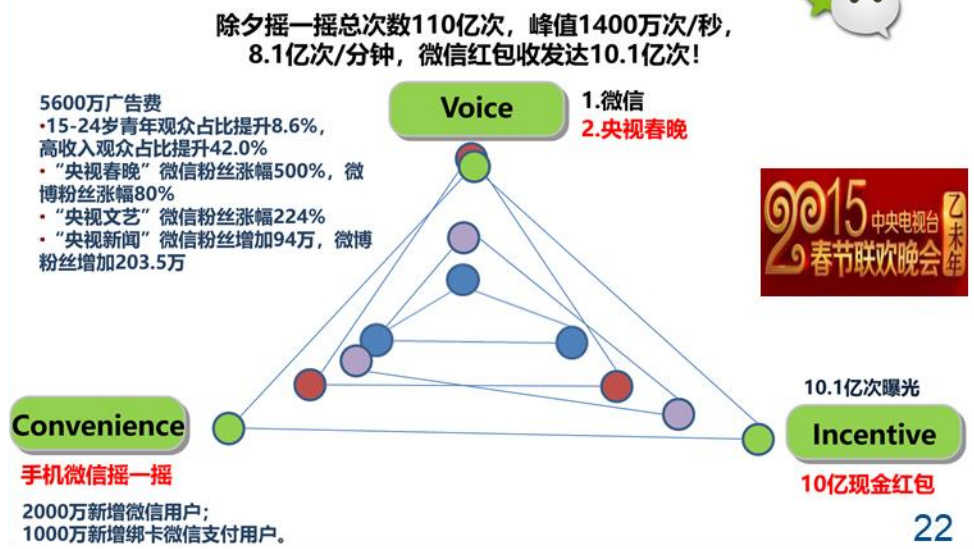 除夕摇一摇总次数110亿次，峰值1400万次/秒，
8.1亿次/分钟，微信红包收发达10.1亿次！
5600万广告费
•15-24岁青年观众占比提升8.6%，
高收入观众占比提升42.0%
•“央视春晚”微信粉丝涨幅500%，微
博粉丝涨幅80%
•“央视文艺”微信粉丝涨幅224%
•“央视新闻”微信粉丝增加94万，微博
粉丝增加203.5万
Voice
1.微信
2.央视春晚
2015
中央电视台
春节联欢晚会
乙未年
Convenience
手机微信摇一摇
2000万新增微信用户；
1000万新增绑卡微信支付用户。
10.1亿次曝光
Incentive
10亿现金红包
22